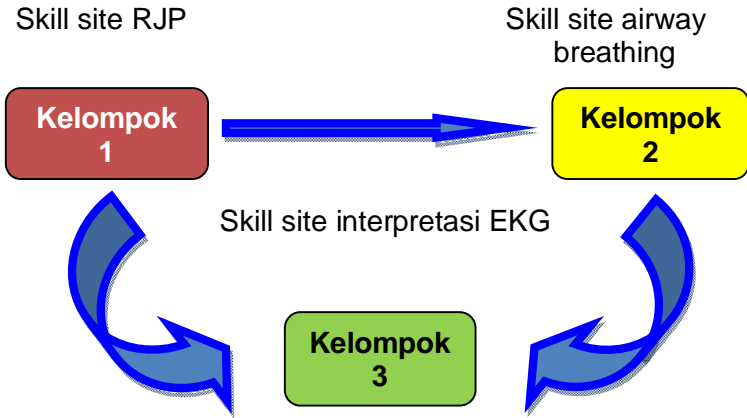 Skill site RJP
Skill site airway
breathing
Kelompok
1
Kelompok
2
Skill site interpretasi EKG
Kelompok
3